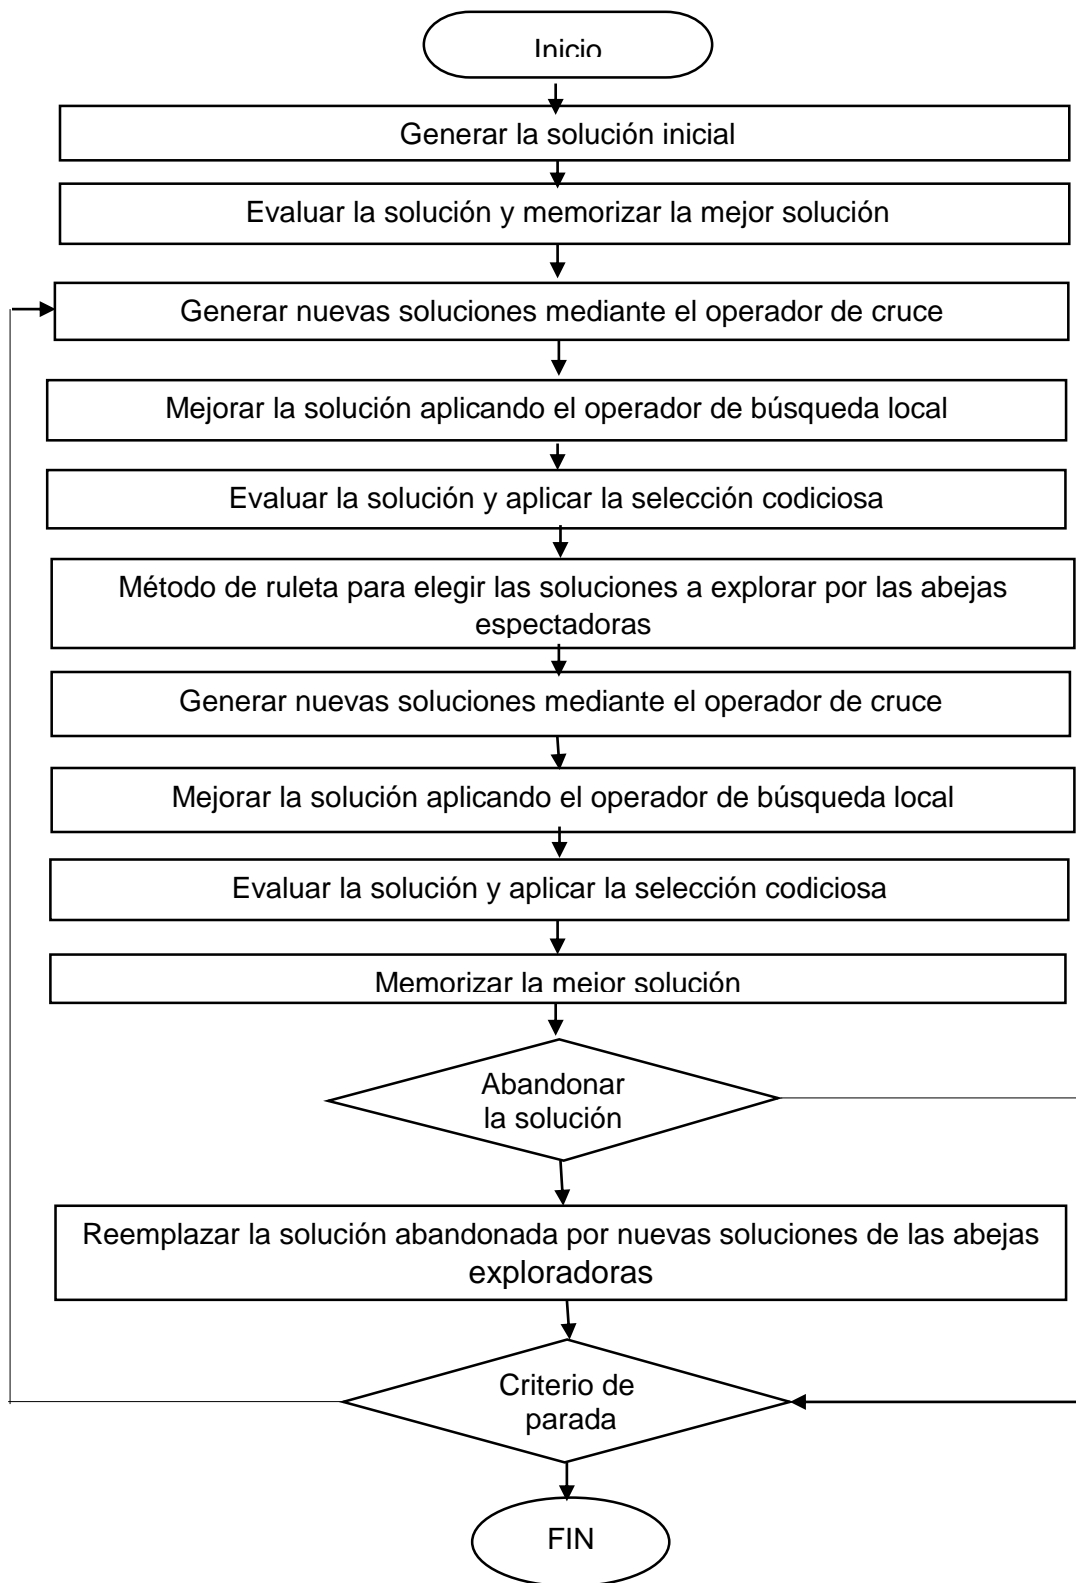 Inicio
Generar la solución inicial
Evaluar la solución y memorizar la mejor solución
Generar nuevas soluciones mediante el operador de cruce
Mejorar la solución aplicando el operador de búsqueda local
Evaluar la solución y aplicar la selección codiciosa
Método de ruleta para elegir las soluciones a explorar por las abejas
espectadoras
Generar nuevas soluciones mediante el operador de cruce
Mejorar la solución aplicando el operador de búsqueda local
Evaluar la solución y aplicar la selección codiciosa
Memorizar la mejor solución
Abandonar
la solución
Reemplazar la solución abandonada por nuevas soluciones de las abejas
exploradoras
Criterio de
parada
FIN